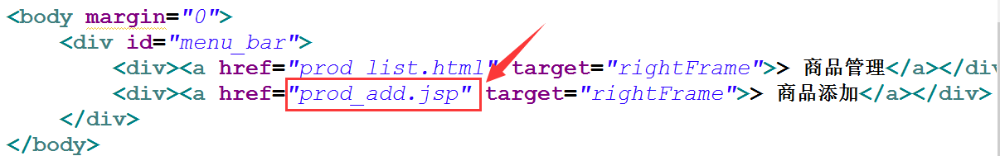 <body margin="0">
<div id="menu_bar">
<div><a href="prod_list.html" target="rightFrame">> 商品管理</a></div
<div><a href="prod_add.jsp" target="rightFrame">> 商品添加</a></div>
</div>
</body>